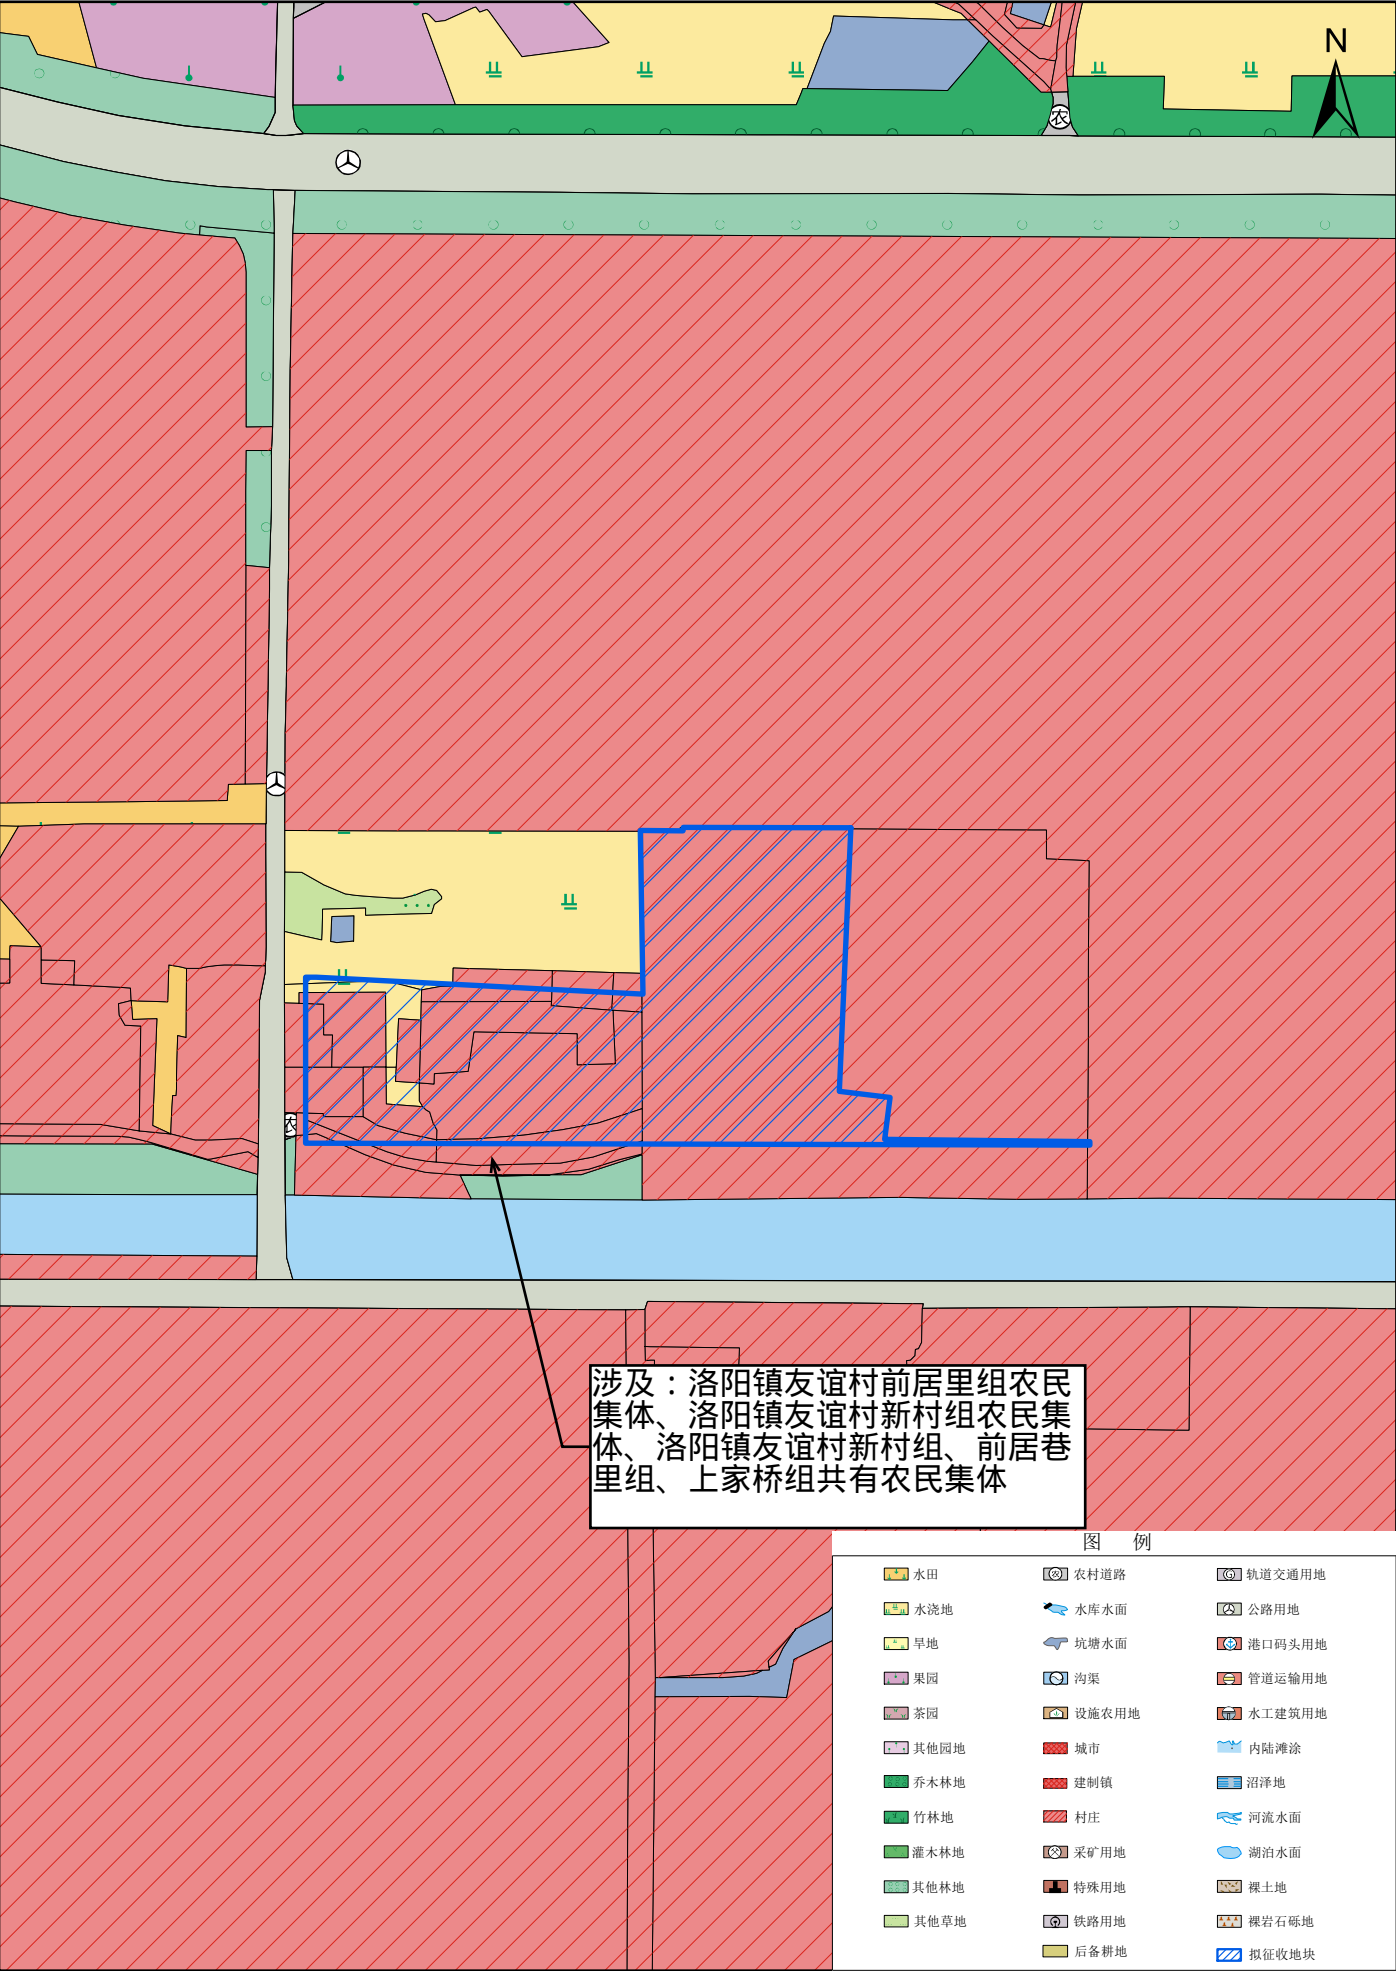 N
农
农
涉及：洛阳镇友谊村前居里组农民
集体、洛阳镇友谊村新村组农民集
体、洛阳镇友谊村新村组、前居巷
里组、上家桥组共有农民集体
图 例
水田
水浇地
旱地
果园
茶园
其他园地
乔木林地
竹林地
灌木林地
其他林地
其他草地
农村道路
水库水面
坑塘水面
沟渠
设施农用地
城市
建制镇
村庄
采矿用地
特殊用地
铁路用地
后备耕地
轨道交通用地
公路用地
港口码头用地
管道运输用地
水工建筑用地
内陆滩涂
沼泽地
河流水面
湖泊水面
裸土地
裸岩石砾地
拟征收地块